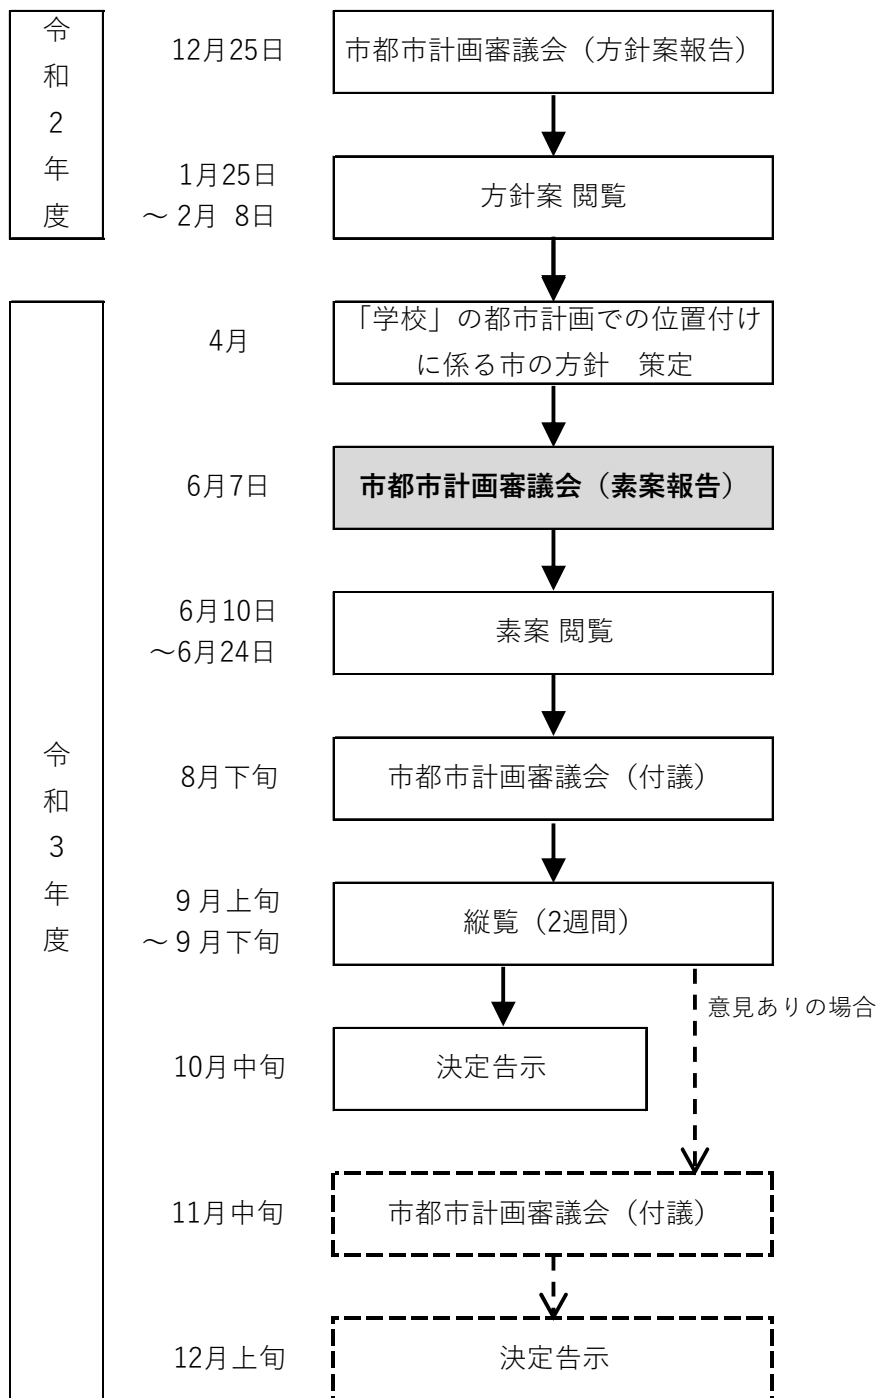 令和2年度
12月25日
市都市計画審議会（方針案報告）
1月25日
～ 2月 8日
方針案 閲覧
令和3年度
4月
「学校」の都市計画での位置付け
に係る市の方針　策定
6月7日
市都市計画審議会（素案報告）
6月10日
～6月24日
素案 閲覧
8月下旬
市都市計画審議会（付議）
9月上旬
～9月下旬
縦覧（2週間）
意見ありの場合
10月中旬
決定告示
11月中旬
市都市計画審議会（付議）
12月上旬
決定告示